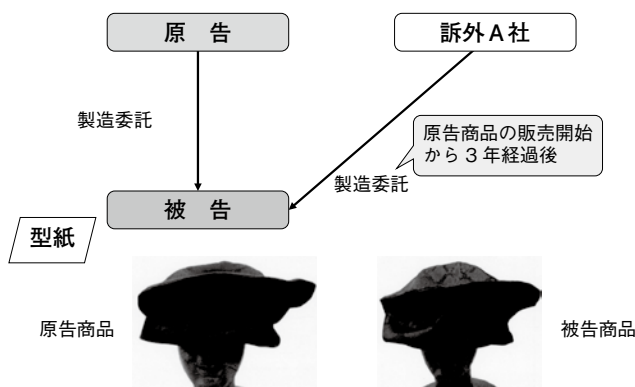 原　告
訴外A社
製造委託
原告商品の販売開始
から３年経過後
製造委託
被　告
型紙
原告商品
被告商品